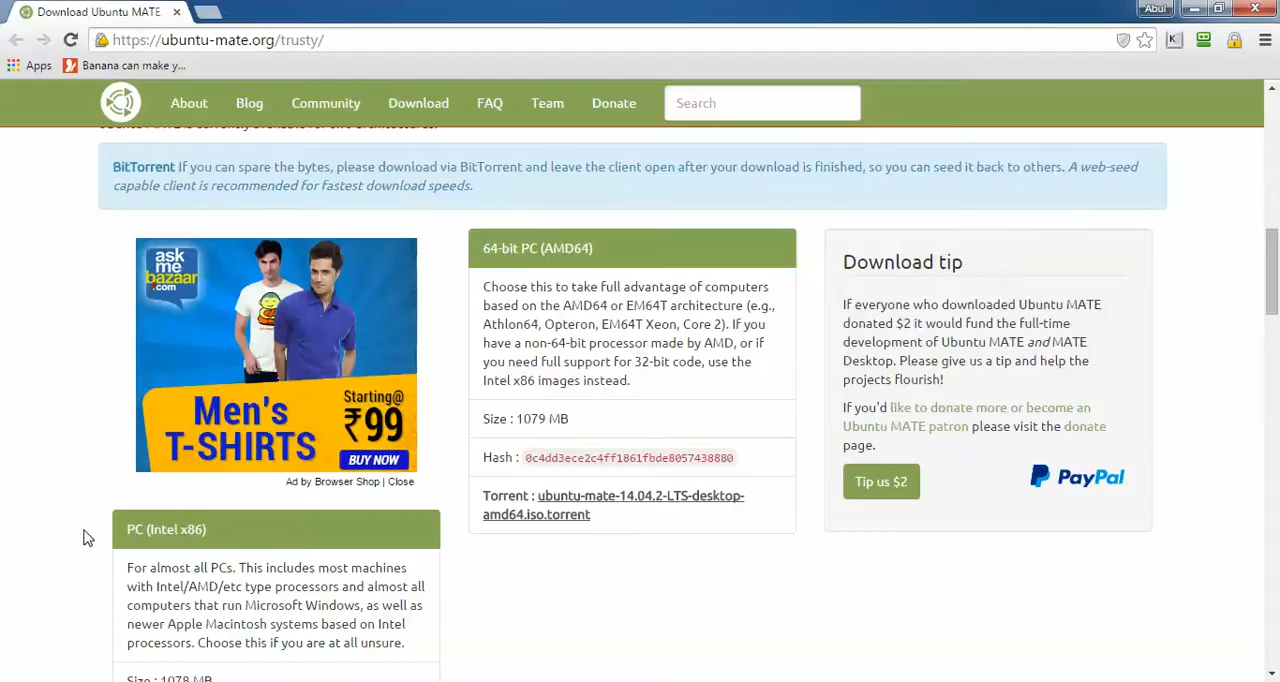 Download Ubuntu MATE
Abul
https://ubuntu-mate.org/trusty/
K
Apps
Banana can make y...
About
Blog
Community
Download
FAQ
Team
Donate
Search
BitTorrent If you can spare the bytes, please download via BitTorrent and leave the client open after your download is finished, so you can seed it back to others. A web-seed
capable client is recommended for fastest download speeds.
ask
me
bazaar
.com
Men's
T-SHIRTS
Starting@
₹99
BUY NOW
Ad by Browser Shop | Close
PC (Intel x86)
For almost all PCs. This includes most machines
with Intel/AMD/etc type processors and almost all
computers that run Microsoft Windows, as well as
newer Apple Macintosh systems based on Intel
processors. Choose this if you are at all unsure.
Size : 1078 MB
64-bit PC (AMD64)
Choose this to take full advantage of computers
based on the AMD64 or EM64T architecture (e.g.,
Athlon64, Opteron, EM64T Xeon, Core 2). If you
have a non-64-bit processor made by AMD, or if
you need full support for 32-bit code, use the
Intel x86 images instead.
Size : 1079 MB
Hash : 0c4dd3ece2c4ff1861fbde8057438880
Torrent : ubuntu-mate-14.04.2-LTS-desktop-
amd64.iso.torrent
Download tip
If everyone who downloaded Ubuntu MATE
donated $2 it would fund the full-time
development of Ubuntu MATE and MATE
Desktop. Please give us a tip and help the
projects flourish!
If you'd like to donate more or become an
Ubuntu MATE patron please visit the donate
page.
Tip us $2
PayPal